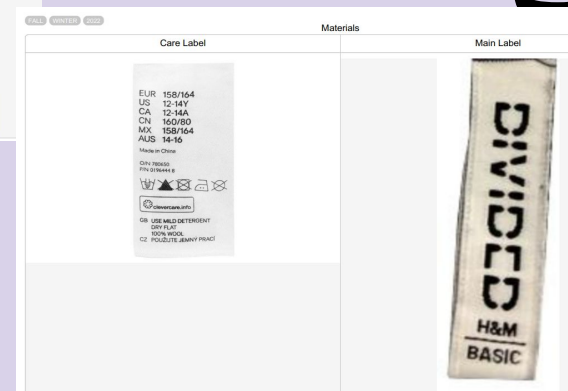 FALL WINTER 2022
Materials
Care Label
Main Label
EUR 158/164
US 12-14Y
CA 12-14A
CN 160/80
MX 158/164
AUS 14-16
Made in China
O/N 780650
P/N 0196444.8
clevercare.info
GB USE MILD DETERGENT
DRY FLAT
100% WOOL
CZ POUŽIJTE JEMNÝ PRACÍ
DIVIDED
H&M
BASIC